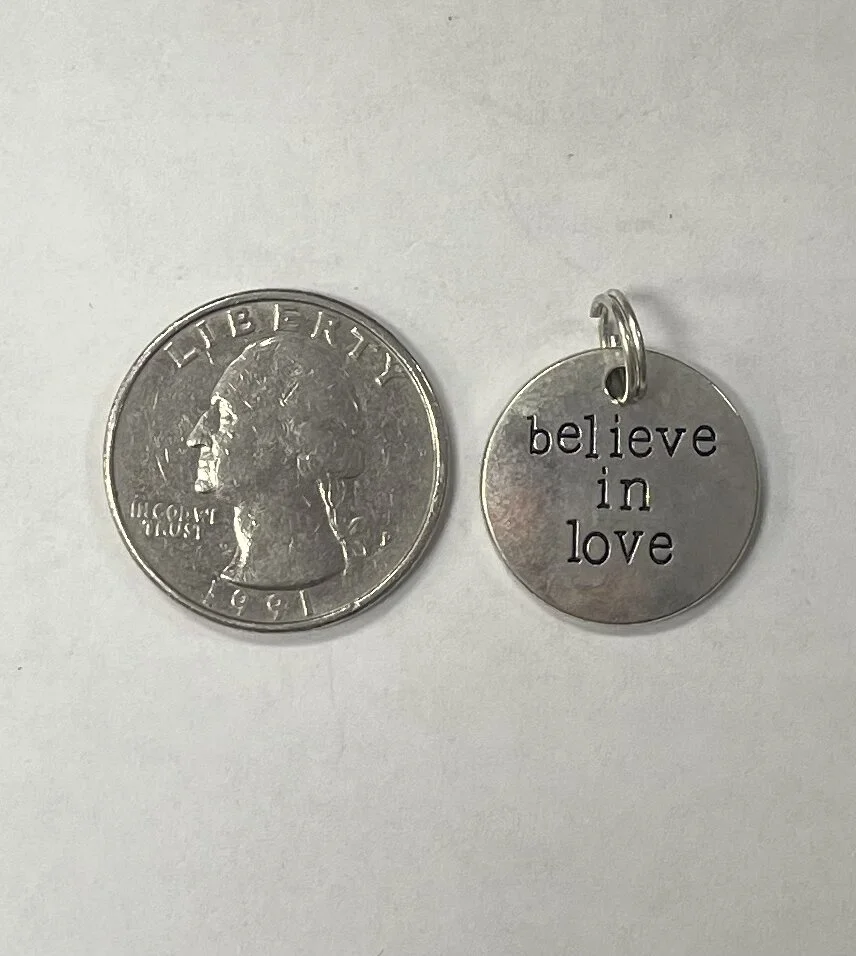 LIBERTY
IN GOD WE
TRUST
1991
believe
in
love